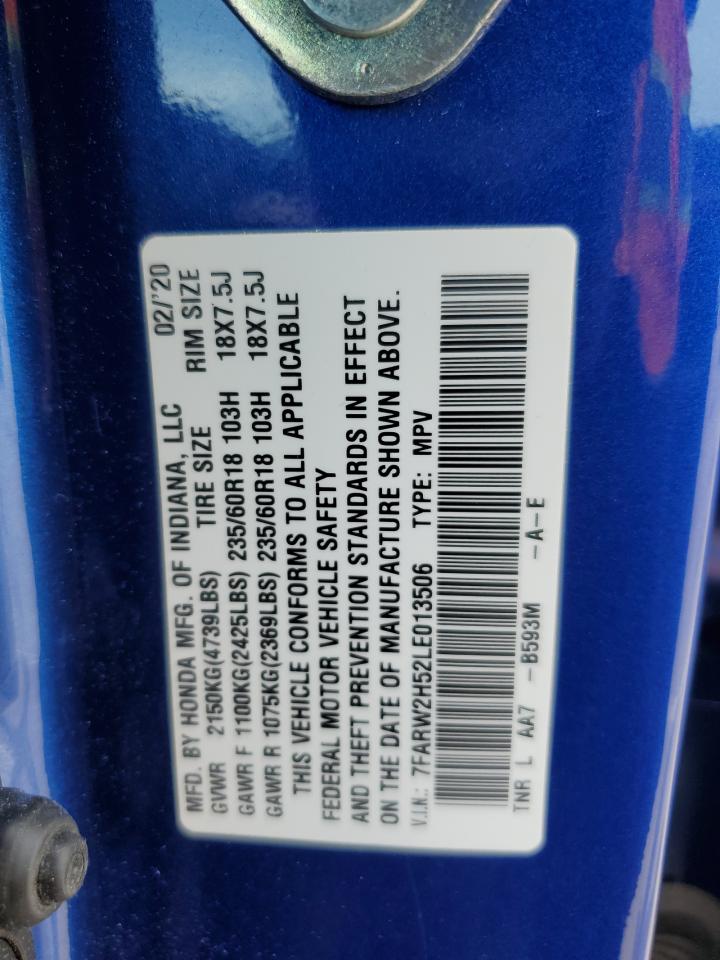 MFD. BY HONDA MFG. OF INDIANA, LLC 02/'20
GVWR 2150KG(4739LBS) TIRE SIZE RIM SIZE
GAWR F 1100KG(2425LBS) 235/60R18 103H 18X7.5J
GAWR R 1075KG(2369LBS) 235/60R18 103H 18X7.5J
THIS VEHICLE CONFORMS TO ALL APPLICABLE
FEDERAL MOTOR VEHICLE SAFETY
AND THEFT PREVENTION STANDARDS IN EFFECT
ON THE DATE OF MANUFACTURE SHOWN ABOVE.
V.I.N.: 7FARW2H52LE013506 TYPE: MPV
TNR L AA7 -B593M -A-E